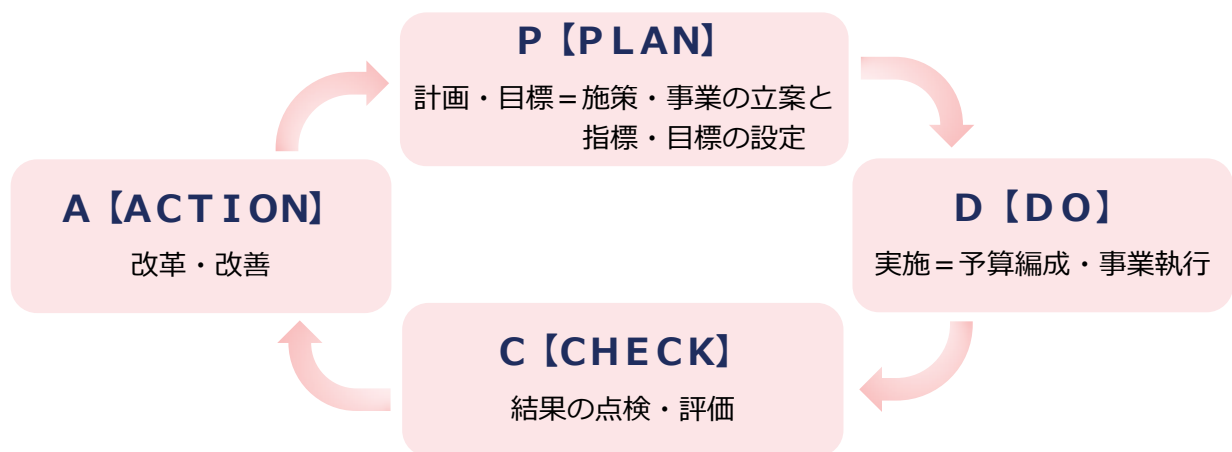 P【PLAN】
計画・目標＝施策・事業の立案と
指標・目標の設定
D【DO】
実施＝予算編成・事業執行
C【CHECK】
結果の点検・評価
A【ACTION】
改革・改善